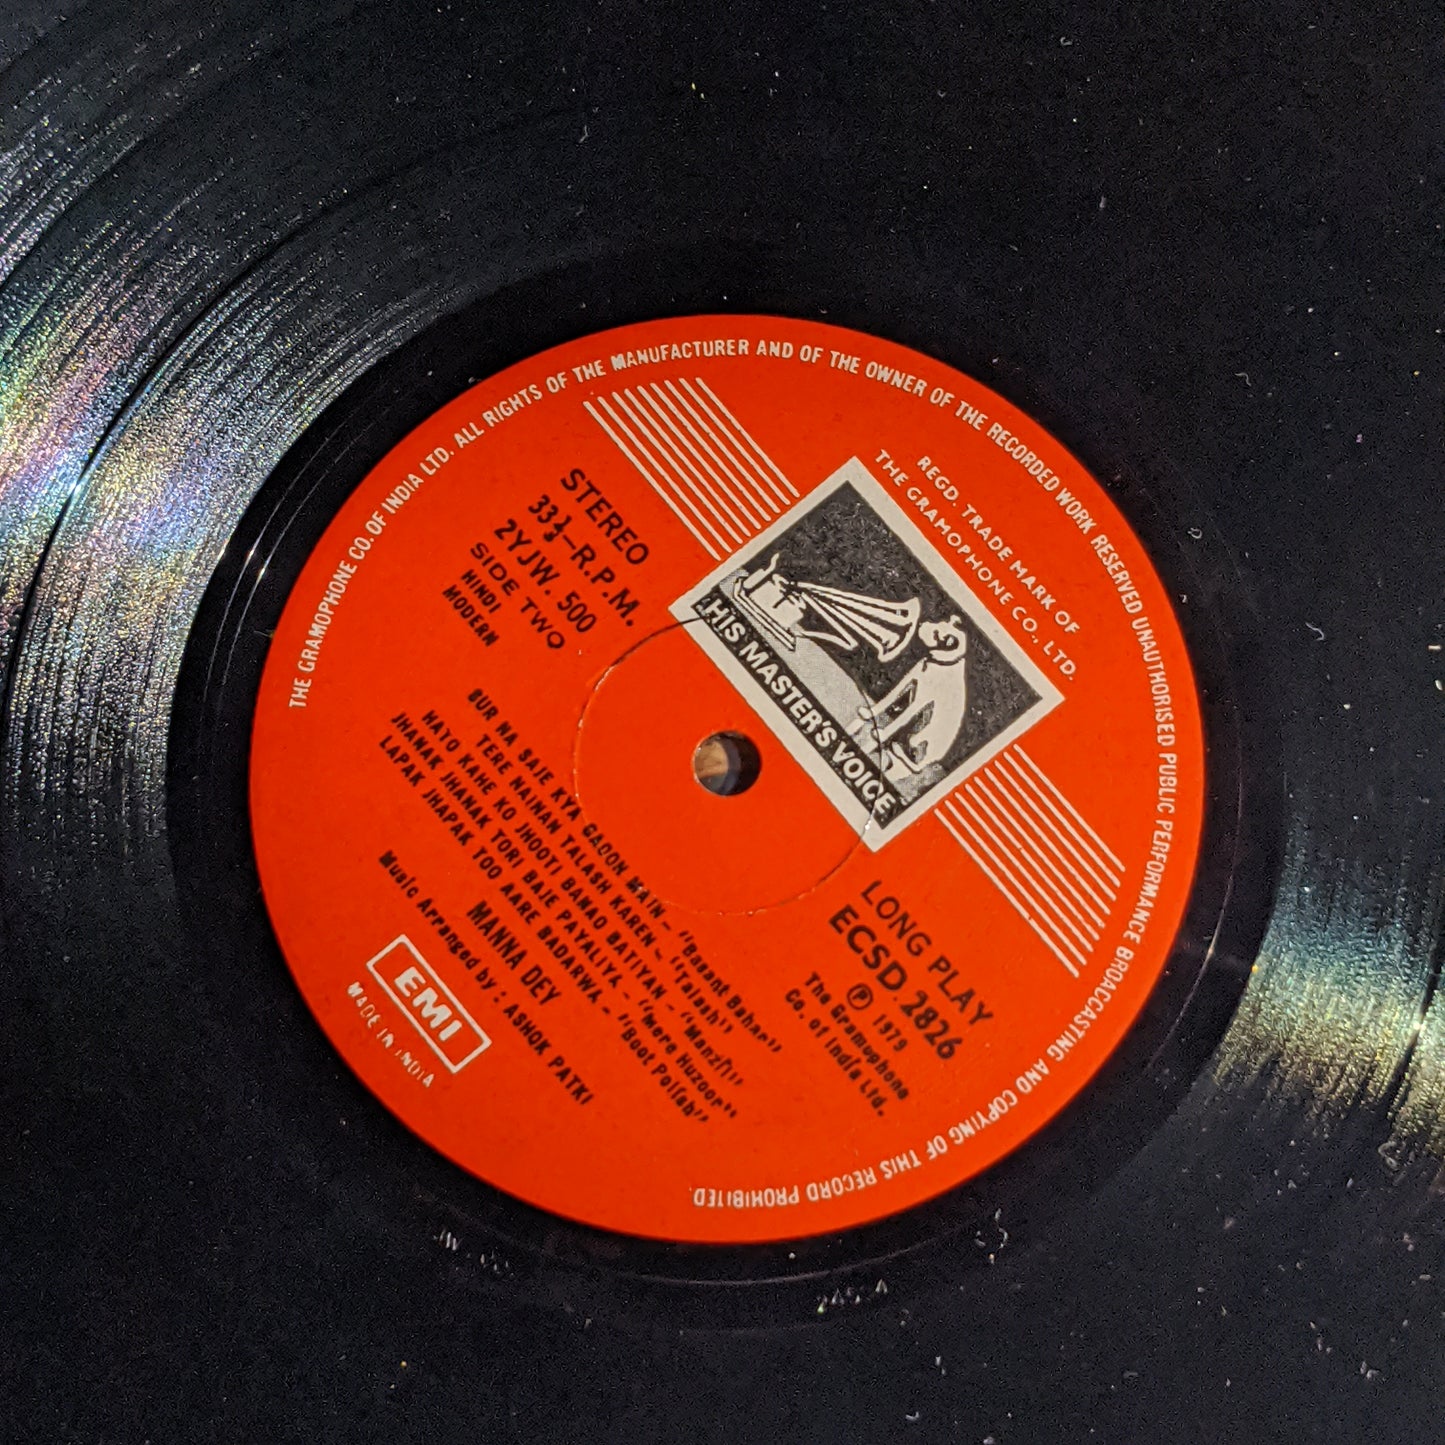 THE GRAMOPHONE CO. OF INDIA LTD. ALL RIGHTS OF THE MANUFACTURER AND OF THE OWNER OF THE RECORDED WORK RESERVED UNAUTHORISED PUBLIC PERFORMANCE BROADCASTING AND COPYING OF THIS RECORD PROHIBITED.
REGD. TRADE MARK OF
THE GRAMOPHONE CO., LTD.
HIS MASTER'S VOICE
STEREO
33⅓-R.P.M.
2YJW. 500
SIDE TWO
HINDI
MODERN
LONG PLAY
ECSD. 2826
℗ 1979
The Gramophone
Co. of India Ltd.
SUR NA SAJE KYA GAOON MAIN - "Basant Bahar"
TERE NAINAN TALASH KAREN - "Talash"
HATO KAHE KO JHOOTI BANAO BATIYAN - "Manzil"
JHANAK JHANAK TORI BAJE PAYALIYA - "Mere Huzoor"
LAPAK JHAPAK TOO AARE BADARWA - "Boot Polish"
MANNA DEY
Music Arranged by : ASHOK PATKI
EMI
MADE IN INDIA